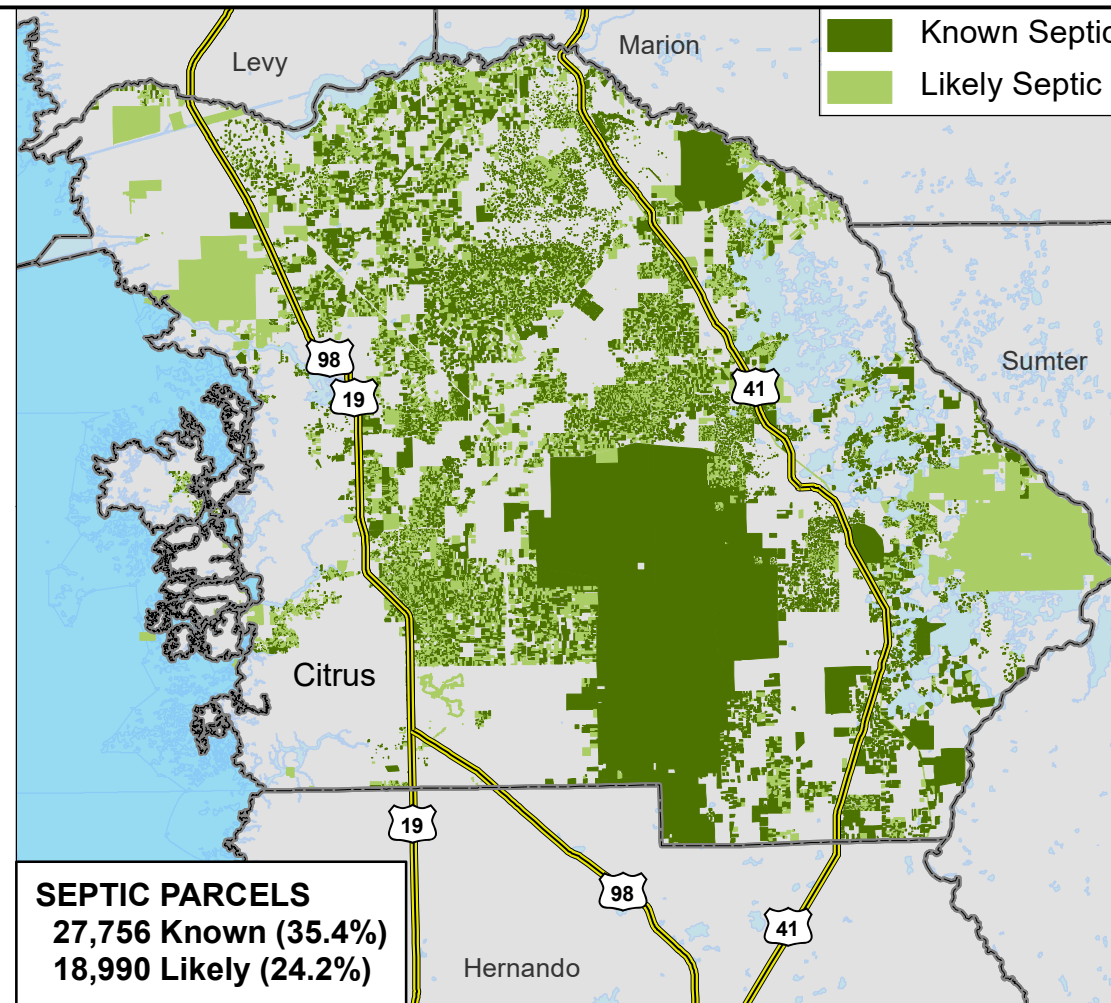 Levy
Marion
Known Septic
Likely Septic
Sumter
98
19
41
Citrus
19
98
41
Hernando
SEPTIC PARCELS
27,756 Known (35.4%)
18,990 Likely (24.2%)